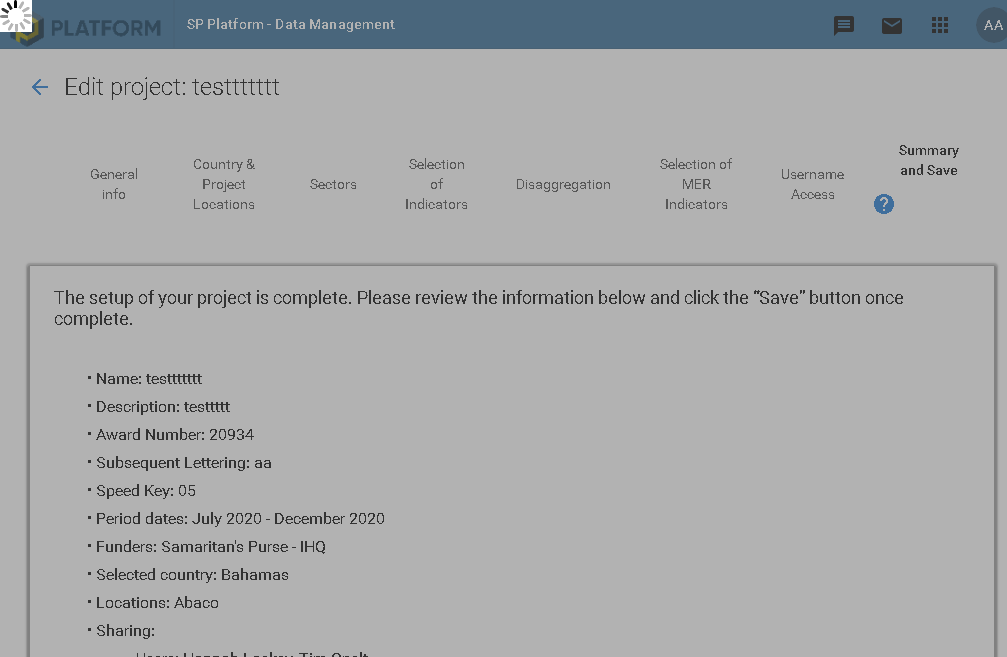 PLATFORM
SP Platform - Data Management
AA
Edit project: testtttttt
General
info
Country &
Project
Locations
Sectors
Selection
of
Indicators
Disaggregation
Selection of
MER
Indicators
Username
Access
Summary
and Save
?
The setup of your project is complete. Please review the information below and click the “Save” button once
complete.
• Name: testtttttt
• Description: testtttt
• Award Number: 20934
• Subsequent Lettering: aa
• Speed Key: 05
• Period dates: July 2020 - December 2020
• Funders: Samaritan's Purse - IHQ
• Selected country: Bahamas
• Locations: Abaco
• Sharing: